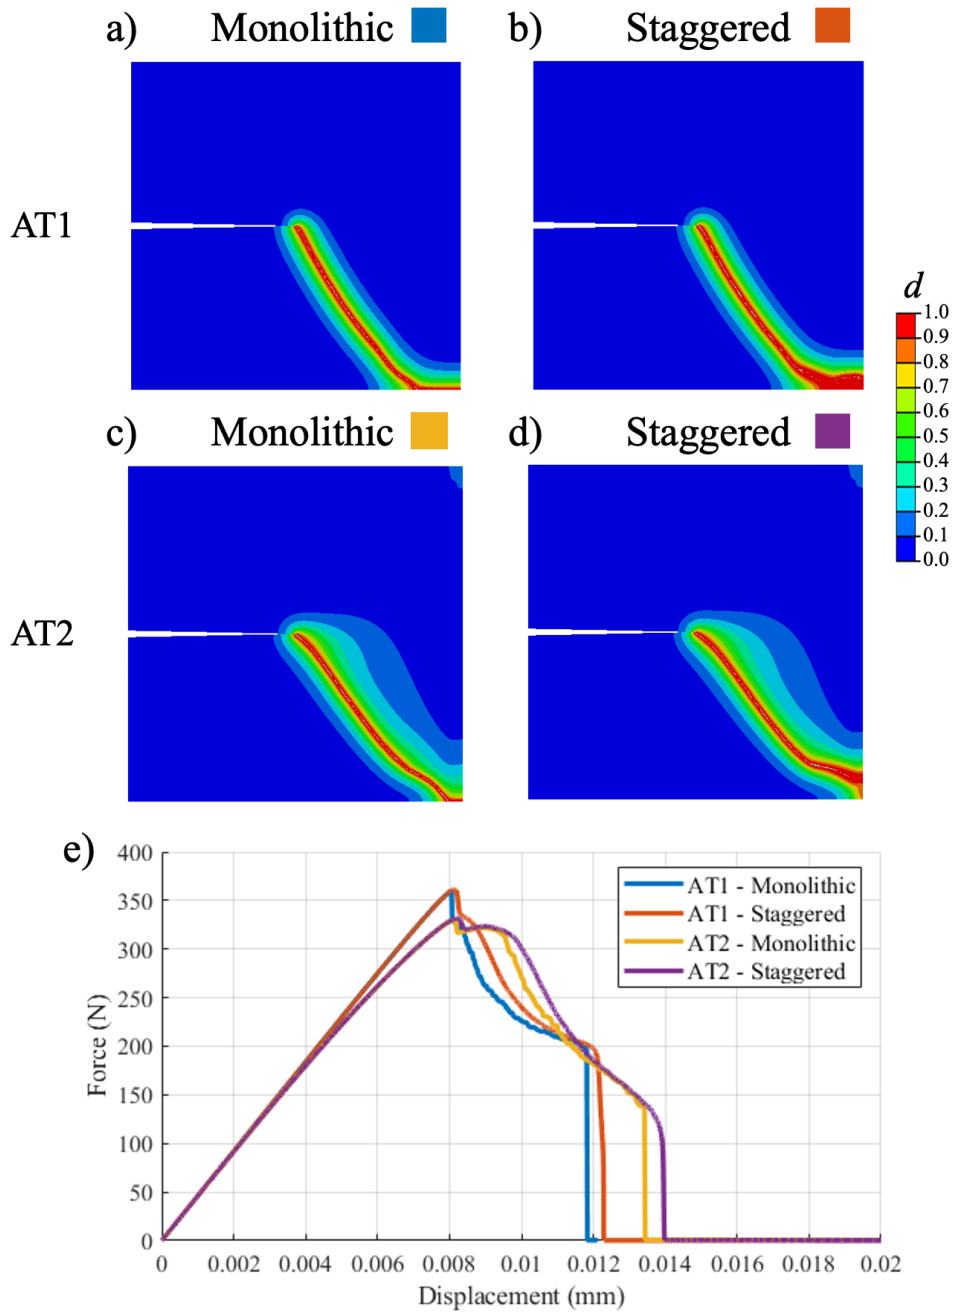 a) Monolithic
b) Staggered
AT1
d
1.0
0.9
0.8
0.7
0.6
0.5
0.4
0.3
0.2
0.1
0.0
c) Monolithic
d) Staggered
AT2
e)
400
350
300
250
200
150
100
50
0
Force (N)
AT1 - Monolithic
AT1 - Staggered
AT2 - Monolithic
AT2 - Staggered
0 0.002 0.004 0.006 0.008 0.01 0.012 0.014 0.016 0.018 0.02
Displacement (mm)